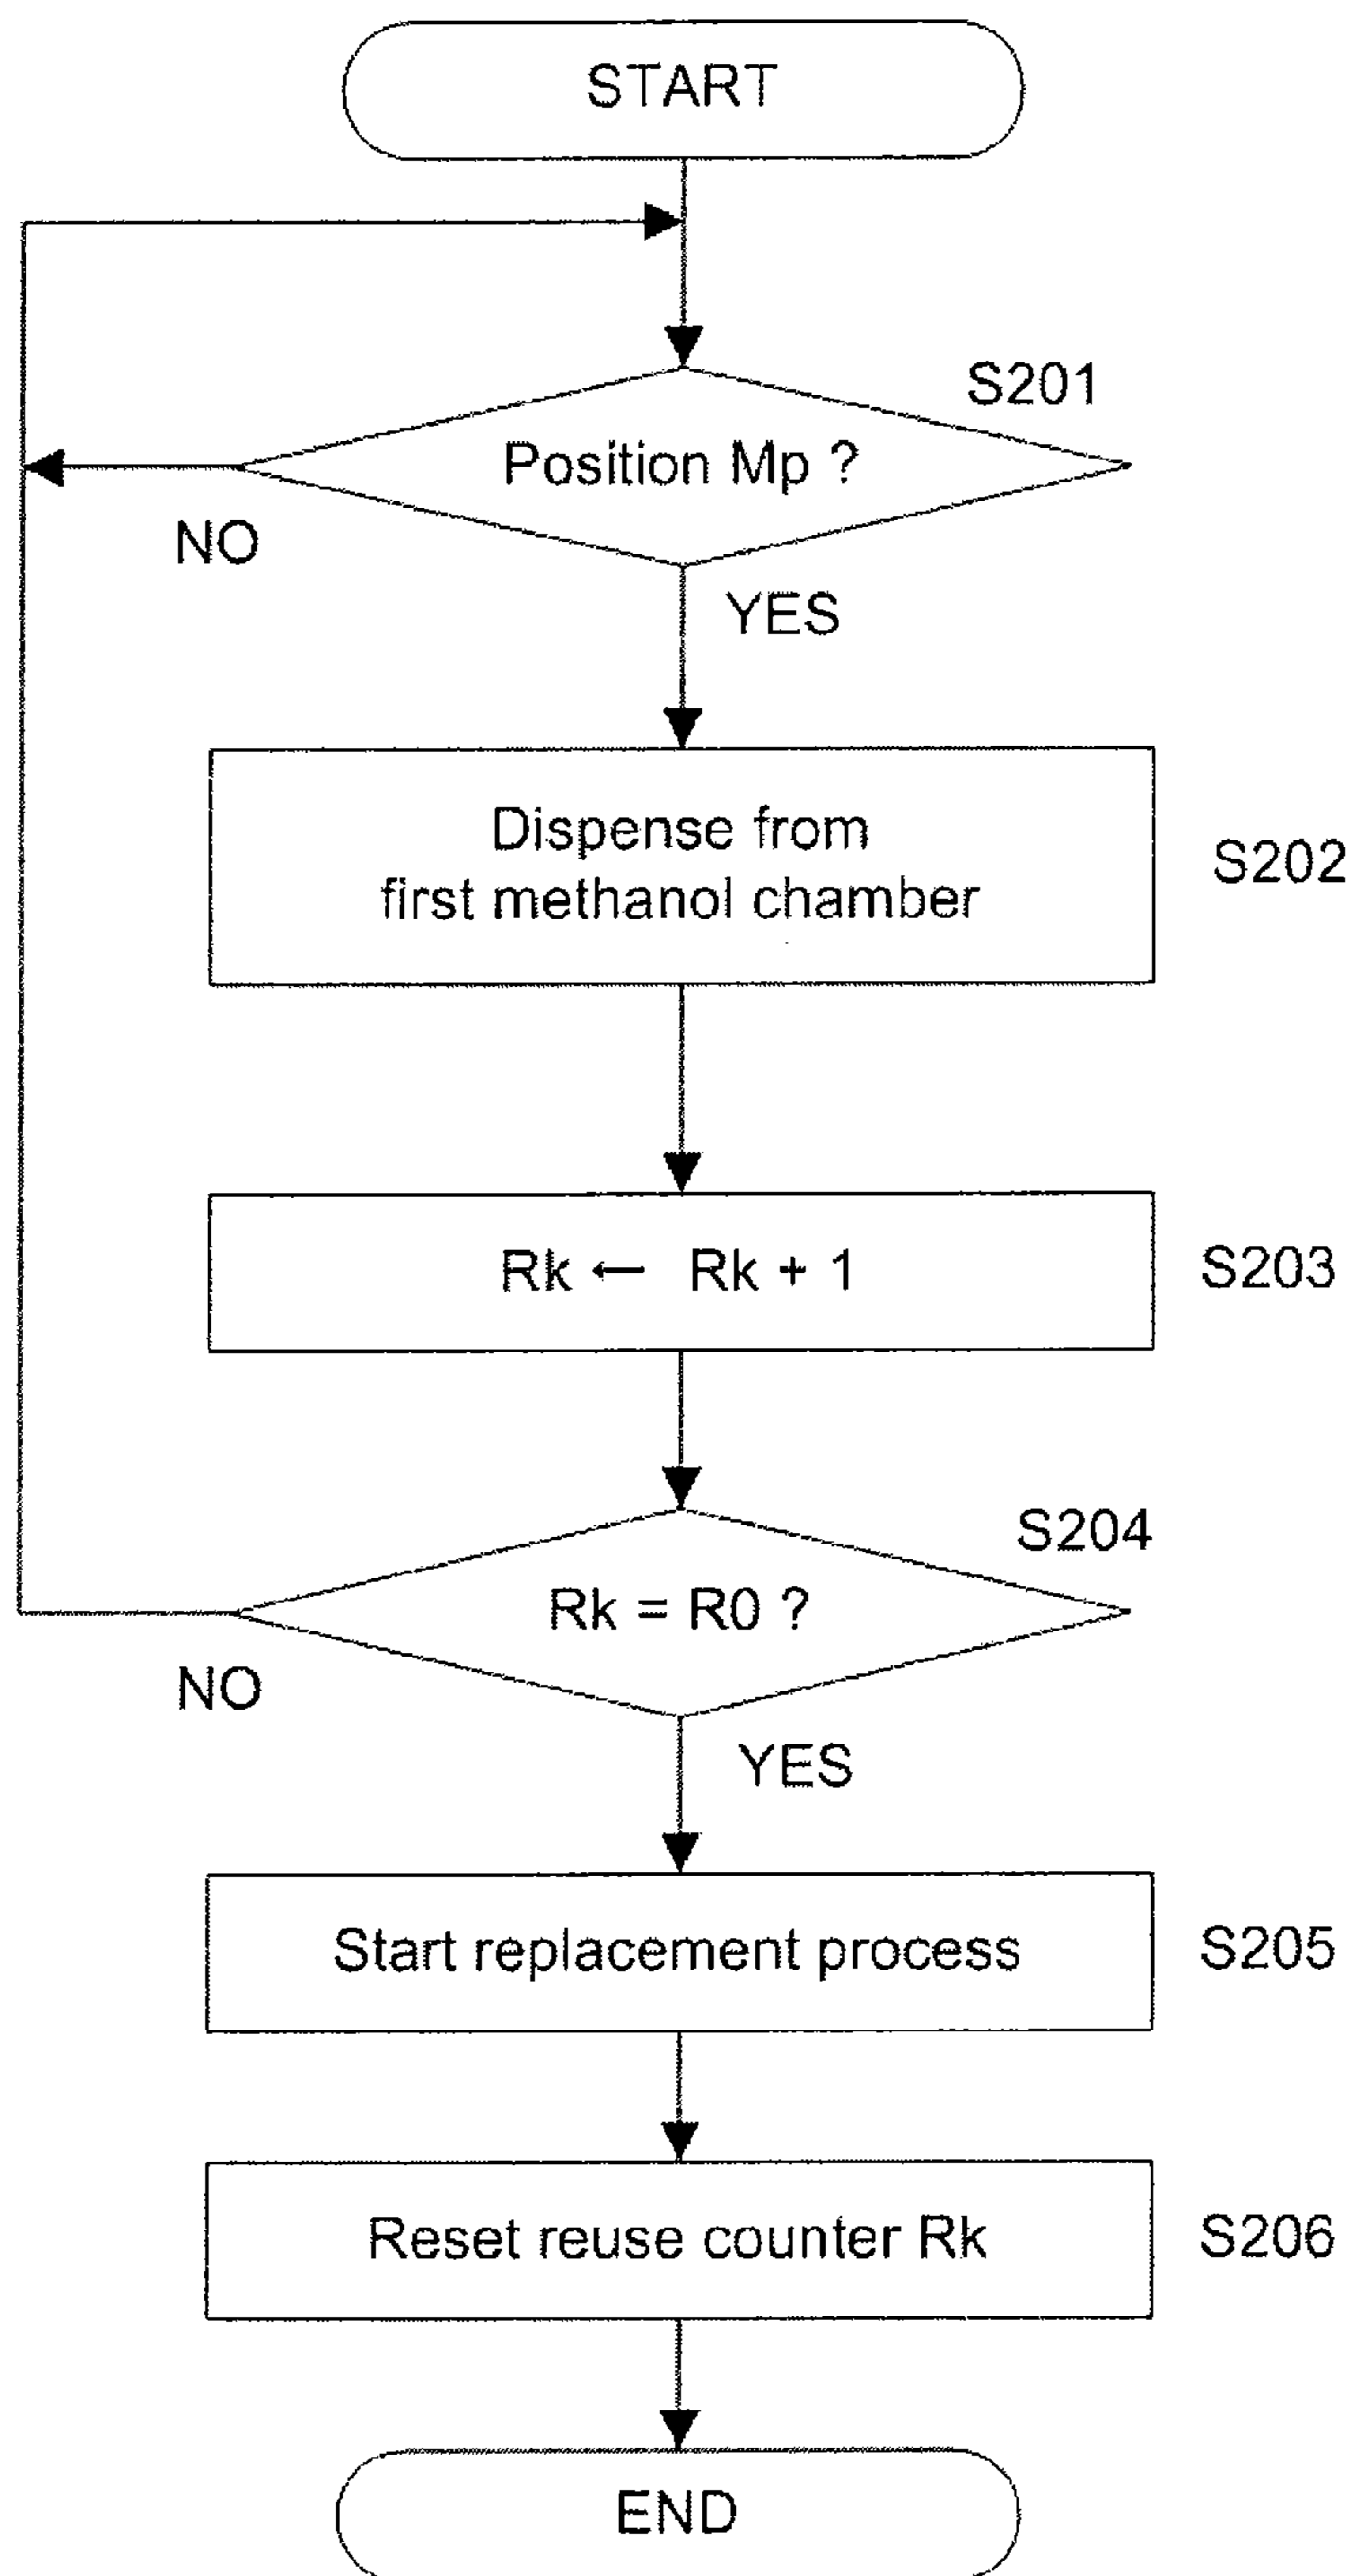 START
S201
Position Mp ?
NO
YES
Dispense from
first methanol chamber
S202
Rk ← Rk + 1
S203
S204
Rk = R0 ?
NO
YES
Start replacement process
S205
Reset reuse counter Rk
S206
END